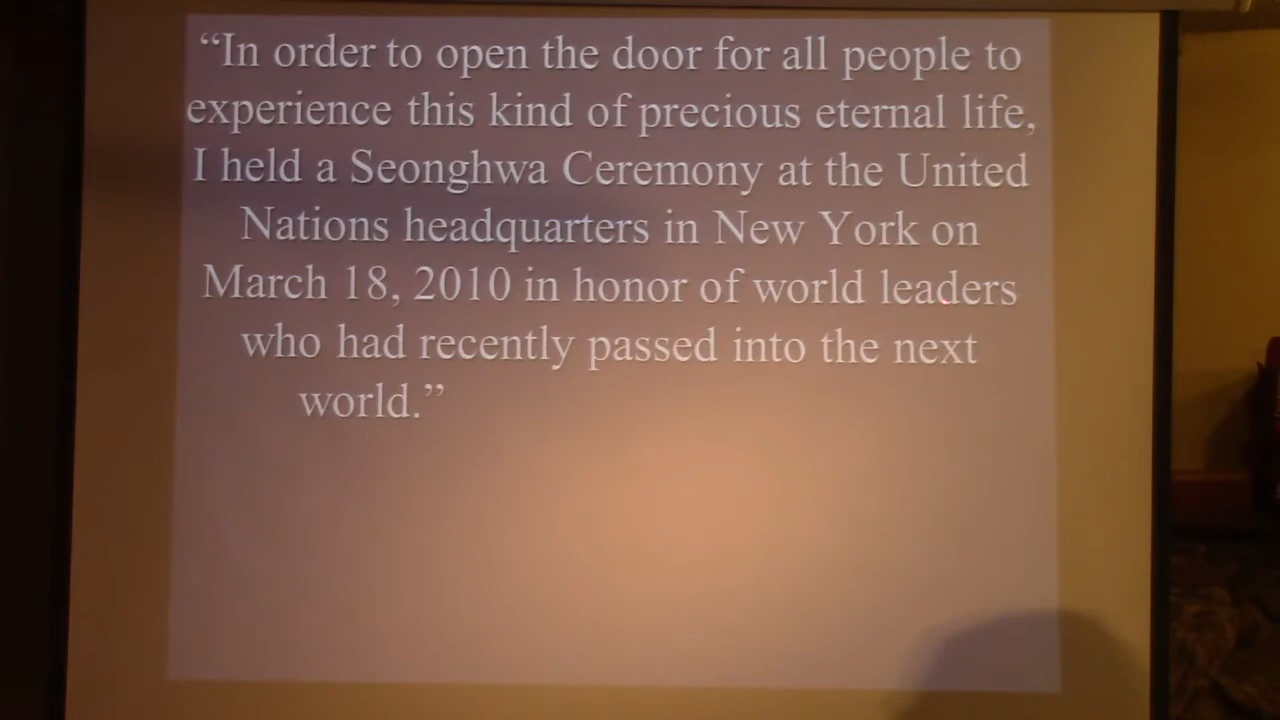 “In order to open the door for all people to
experience this kind of precious eternal life,
I held a Seonghwa Ceremony at the United
Nations headquarters in New York on
March 18, 2010 in honor of world leaders
who had recently passed into the next
world.”